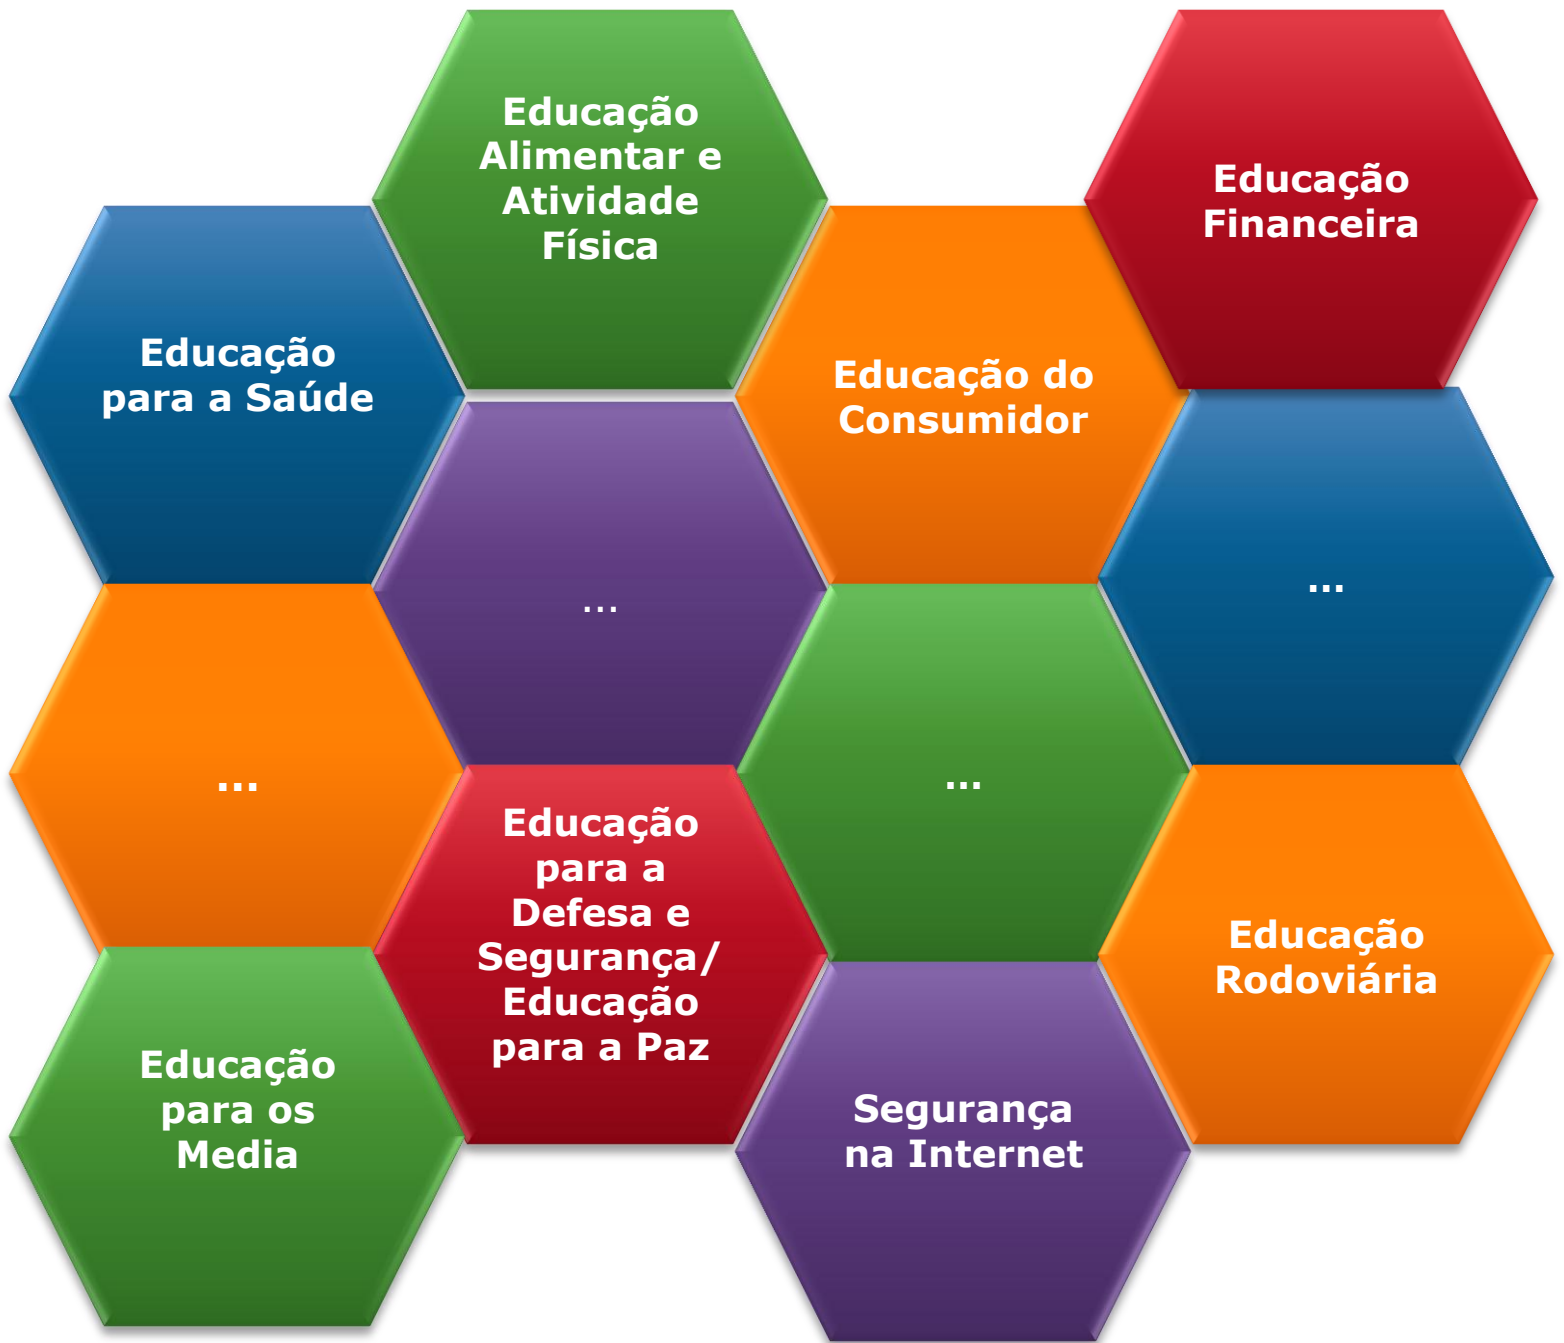 Educação
Alimentar e
Atividade
Física
Educação
Financeira
Educação
para a Saúde
Educação do
Consumidor
...
...
...
...
Educação
para a
Defesa e
Segurança/
Educação
para a Paz
Educação
Rodoviária
Educação
para os
Media
Segurança
na Internet